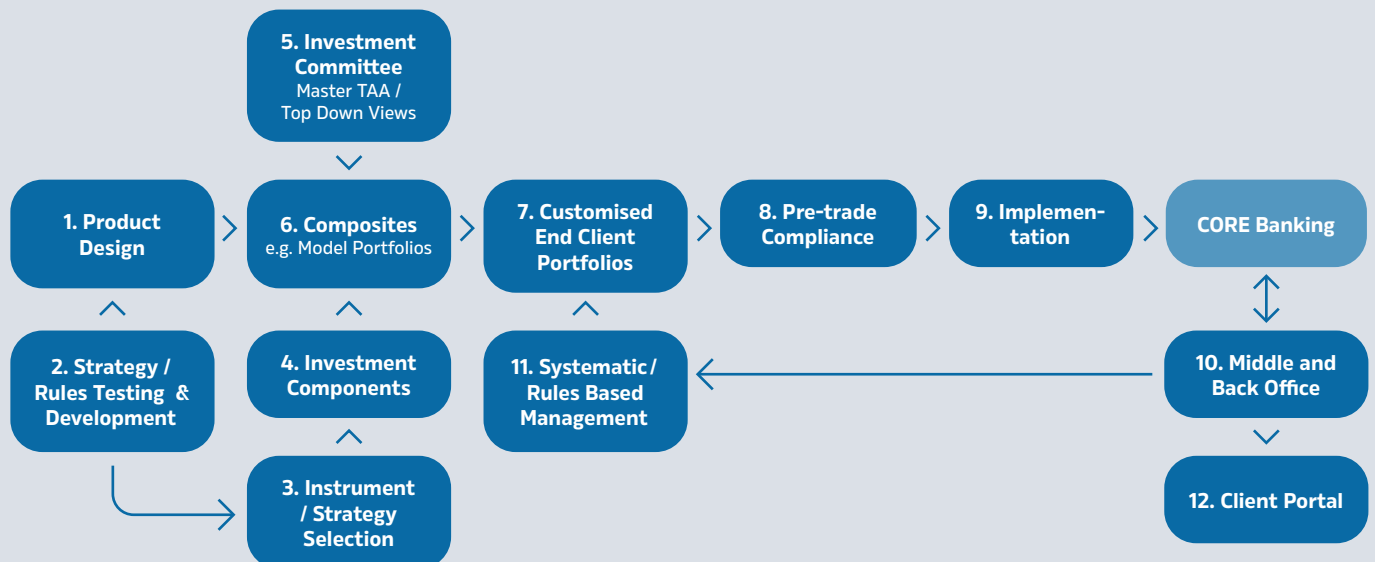 5. Investment
Committee
Master TAA /
Top Down Views
1. Product
Design
6. Composites
e.g. Model Portfolios
7. Customised
End Client
Portfolios
8. Pre-trade
Compliance
9. Implemen-
tation
CORE Banking
2. Strategy /
Rules Testing &
Development
4. Investment
Components
11. Systematic/
Rules Based
Management
10. Middle and
Back Office
3. Instrument
/ Strategy
Selection
12. Client Portal